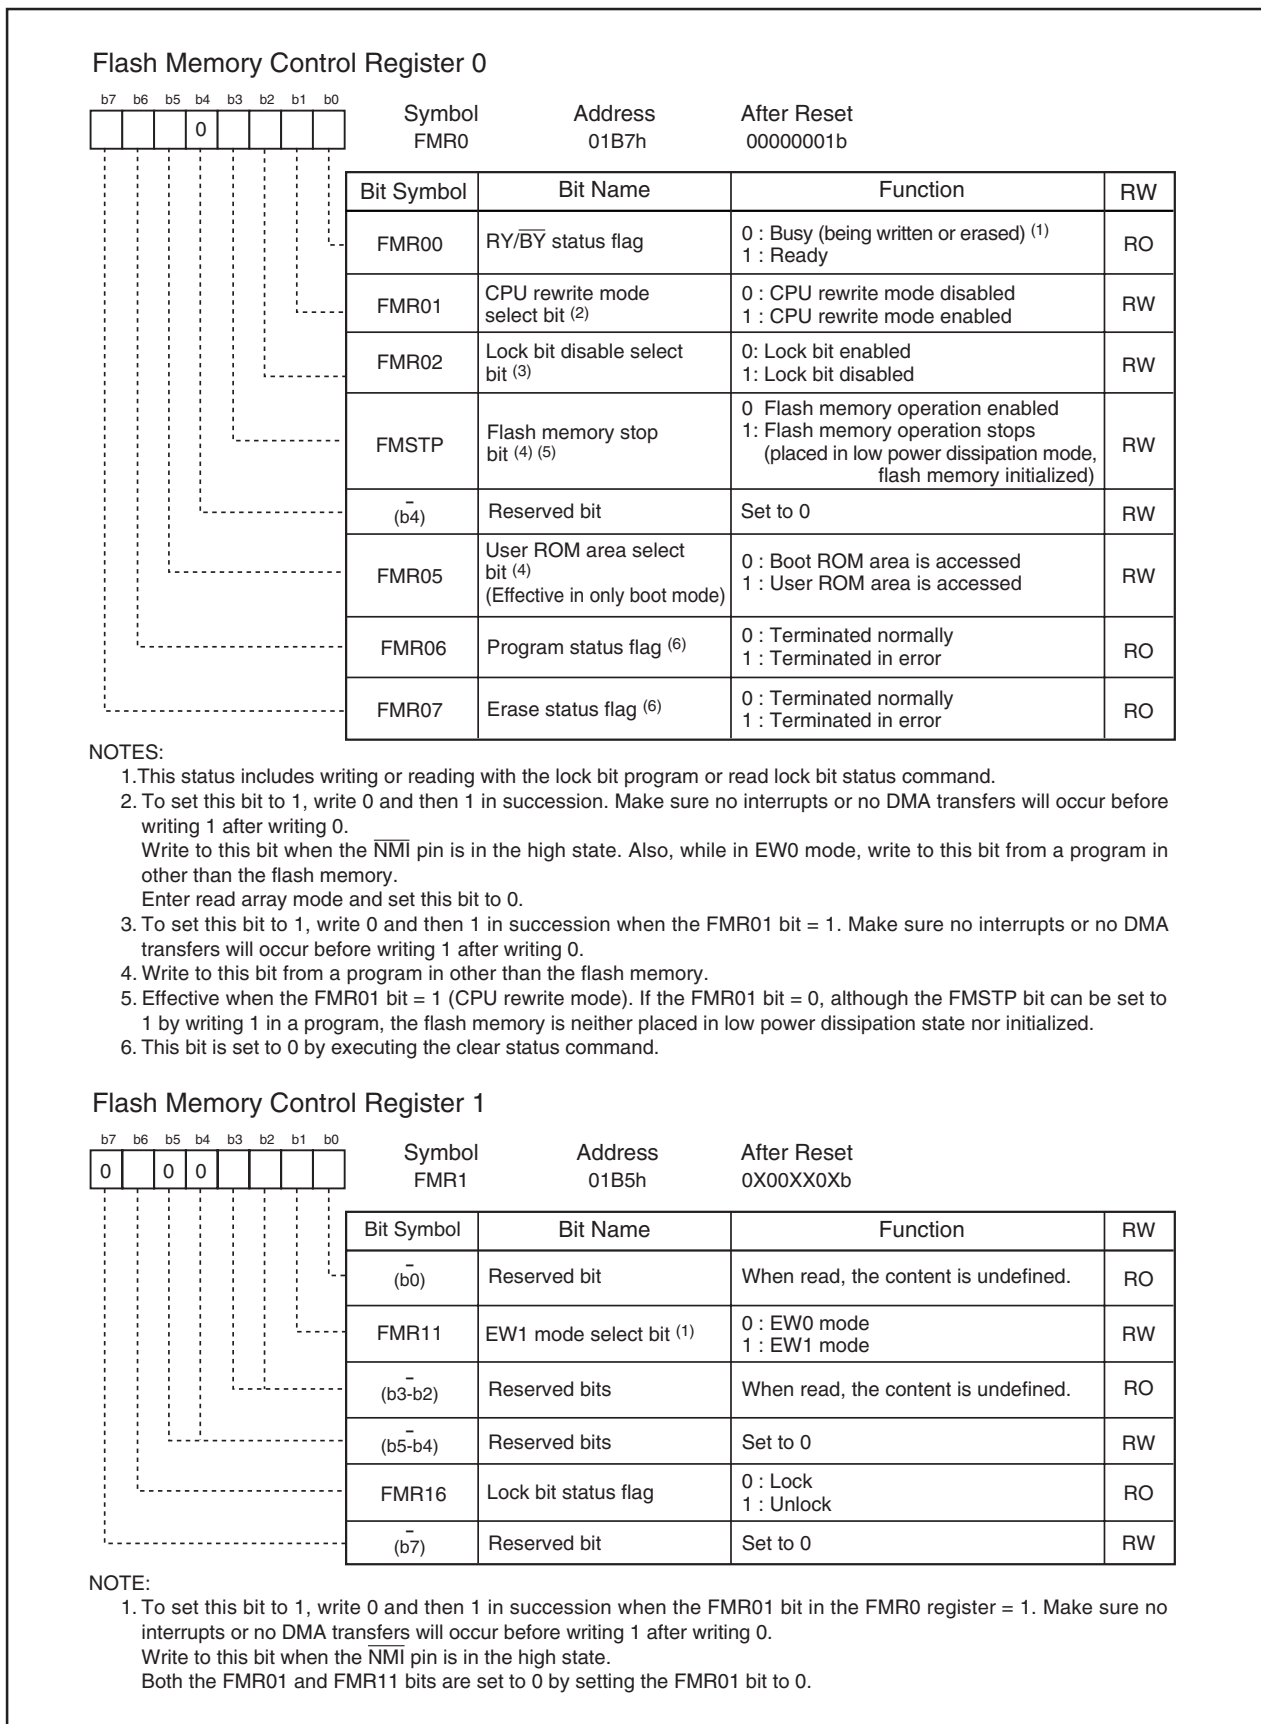 Flash Memory Control Register 0
b7 b6 b5 b4 b3 b2 b1 b0
Symbol Address After Reset
0
FMR0 01B7h 00000001b
Bit Symbol Bit Name Function RW
FMR00 RY/BY status flag 0 : Busy (being written or erased) (1) RO
1 : Ready
FMR01 CPU rewrite mode 0 : CPU rewrite mode disabled RW
select bit (2) 1 : CPU rewrite mode enabled
FMR02 Lock bit disable select 0: Lock bit enabled RW
bit (3) 1: Lock bit disabled
0 Flash memory operation enabled
FMSTP Flash memory stop 1: Flash memory operation stops RW
bit (4) (5) (placed in low power dissipation mode,
flash memory initialized)
– (b4) Reserved bit Set to 0 RW
User ROM area select
FMR05 bit (4) 0 : Boot ROM area is accessed RW
(Effective in only boot mode) 1 : User ROM area is accessed
FMR06 Program status flag (6) 0 : Terminated normally RO
1 : Terminated in error
FMR07 Erase status flag (6) 0 : Terminated normally RO
1 : Terminated in error
NOTES:
1.This status includes writing or reading with the lock bit program or read lock bit status command.
2. To set this bit to 1, write 0 and then 1 in succession. Make sure no interrupts or no DMA transfers will occur before
writing 1 after writing 0.
Write to this bit when the NMI pin is in the high state. Also, while in EW0 mode, write to this bit from a program in
other than the flash memory.
Enter read array mode and set this bit to 0.
3. To set this bit to 1, write 0 and then 1 in succession when the FMR01 bit = 1. Make sure no interrupts or no DMA
transfers will occur before writing 1 after writing 0.
4. Write to this bit from a program in other than the flash memory.
5. Effective when the FMR01 bit = 1 (CPU rewrite mode). If the FMR01 bit = 0, although the FMSTP bit can be set to
1 by writing 1 in a program, the flash memory is neither placed in low power dissipation state nor initialized.
6. This bit is set to 0 by executing the clear status command.
Flash Memory Control Register 1
b7 b6 b5 b4 b3 b2 b1 b0
Symbol Address After Reset
0 0 0
FMR1 01B5h 0X00XX0Xb
Bit Symbol Bit Name Function RW
– (b0) Reserved bit When read, the content is undefined. RO
FMR11 EW1 mode select bit (1) 0 : EW0 mode RW
1 : EW1 mode
– (b3-b2) Reserved bits When read, the content is undefined. RO
– (b5-b4) Reserved bits Set to 0 RW
FMR16 Lock bit status flag 0 : Lock RO
1 : Unlock
– (b7) Reserved bit Set to 0 RW
NOTE:
1. To set this bit to 1, write 0 and then 1 in succession when the FMR01 bit in the FMR0 register = 1. Make sure no
interrupts or no DMA transfers will occur before writing 1 after writing 0.
Write to this bit when the NMI pin is in the high state.
Both the FMR01 and FMR11 bits are set to 0 by setting the FMR01 bit to 0.